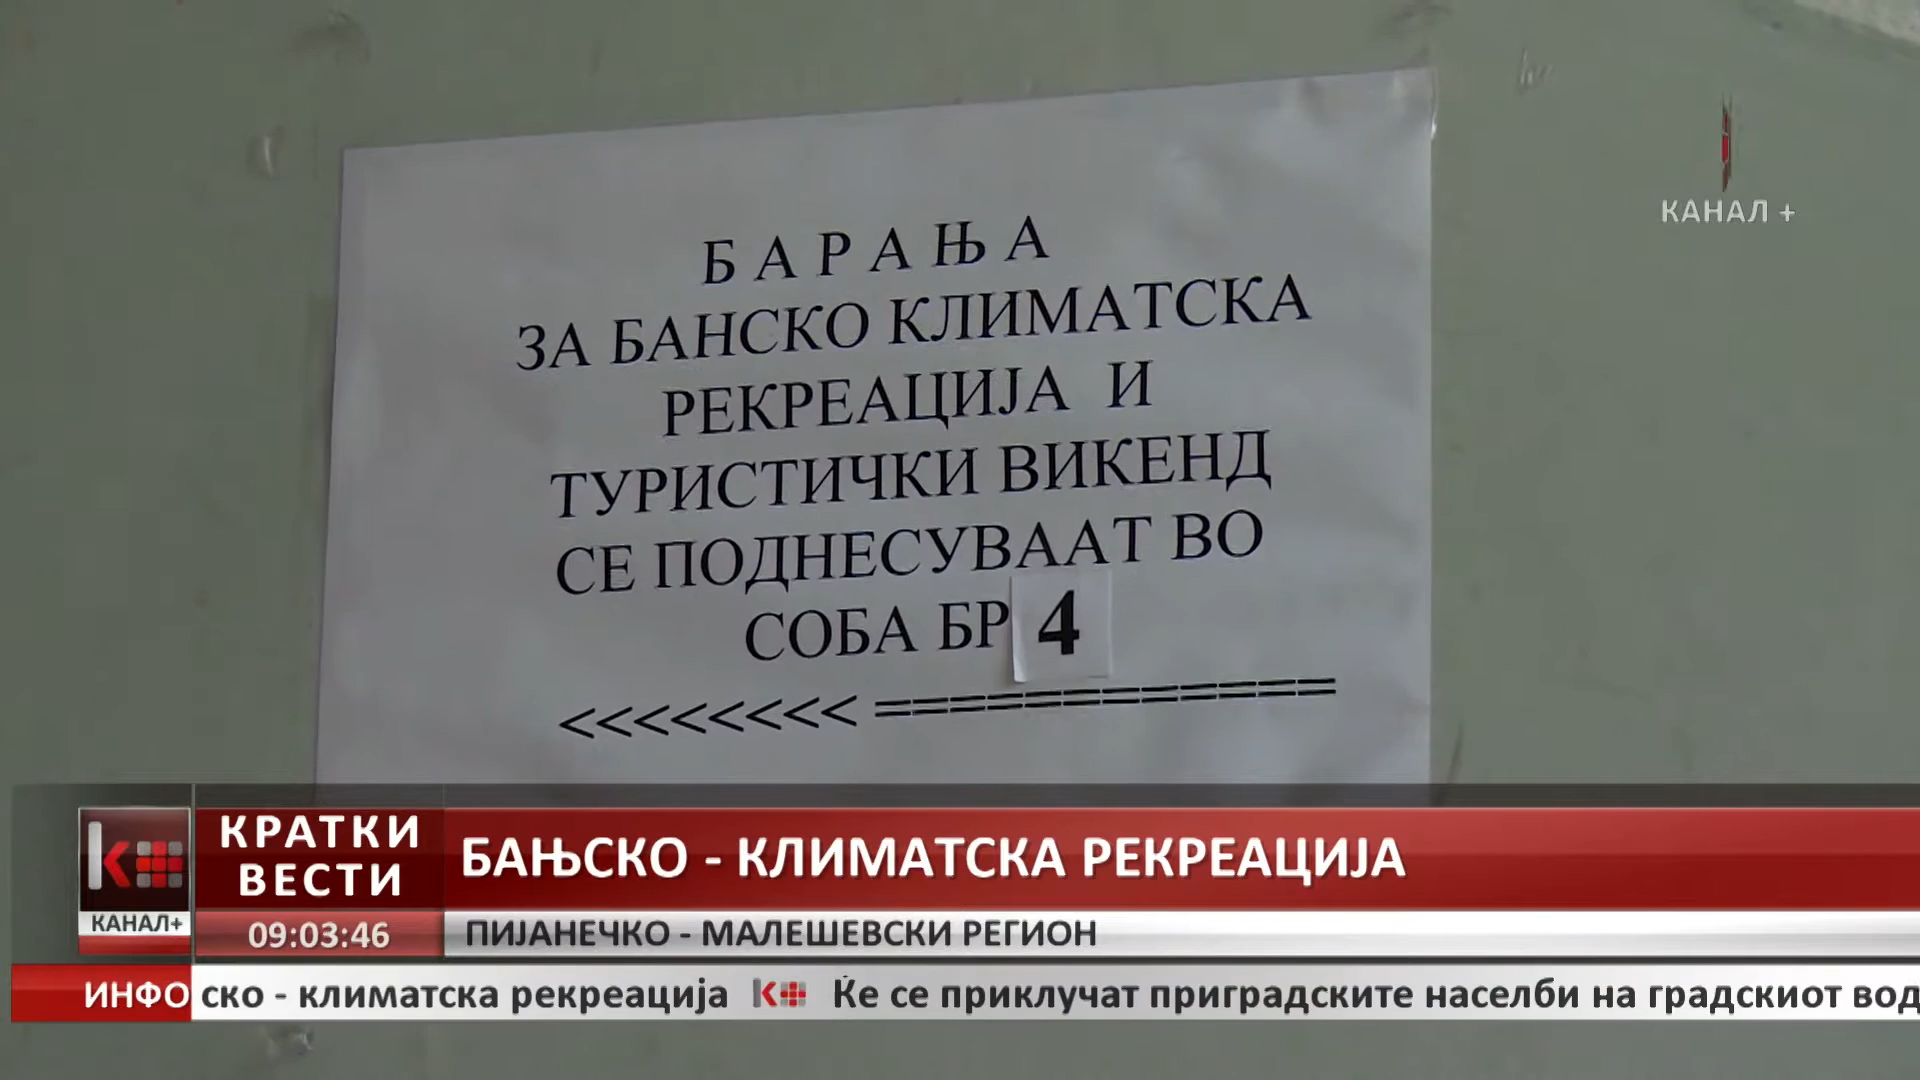 КАНАЛ +
БАРАЊА
ЗА БАНСКО КЛИМАТСКА
РЕКРЕАЦИЈА И
ТУРИСТИЧКИ ВИКЕНД
СЕ ПОДНЕСУВААТ ВО
СОБА БР 4
<<<<<<<< ============
КРАТКИ ВЕСТИ
БАЊСКО - КЛИМАТСКА РЕКРЕАЦИЈА
КАНАЛ+
09:03:46
ПИЈАНЕЧКО - МАЛЕШЕВСКИ РЕГИОН
ИНФО ско - климатска рекреација Ќе се приклучат приградските населби на градскиот вод